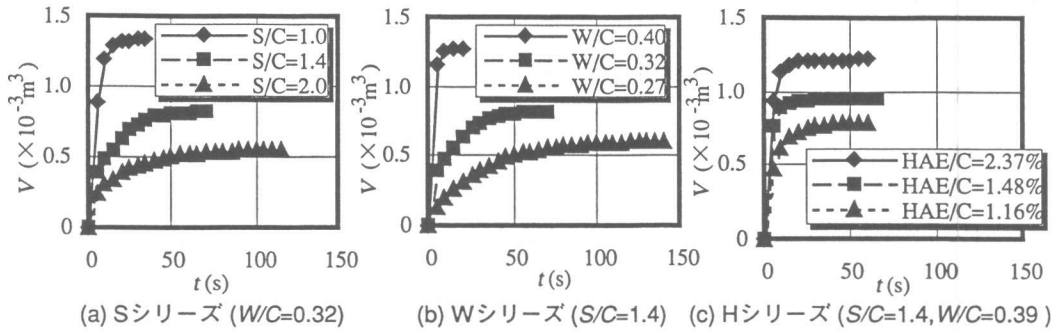 V (×10⁻³m³)
1.5
1.0
0.5
0
S/C=1.0
S/C=1.4
S/C=2.0
0 50 100 150
t(s)
(a) Sシリーズ (W/C=0.32)
V (×10⁻³m³)
1.5
1.0
0.5
0
W/C=0.40
W/C=0.32
W/C=0.27
0 50 100 150
t(s)
(b) Wシリーズ (S/C=1.4)
V (×10⁻³m³)
1.5
1.0
0.5
0
HAE/C=2.37%
HAE/C=1.48%
HAE/C=1.16%
0 50 100 150
t(s)
(c) Hシリーズ (S/C=1.4,W/C=0.39 )